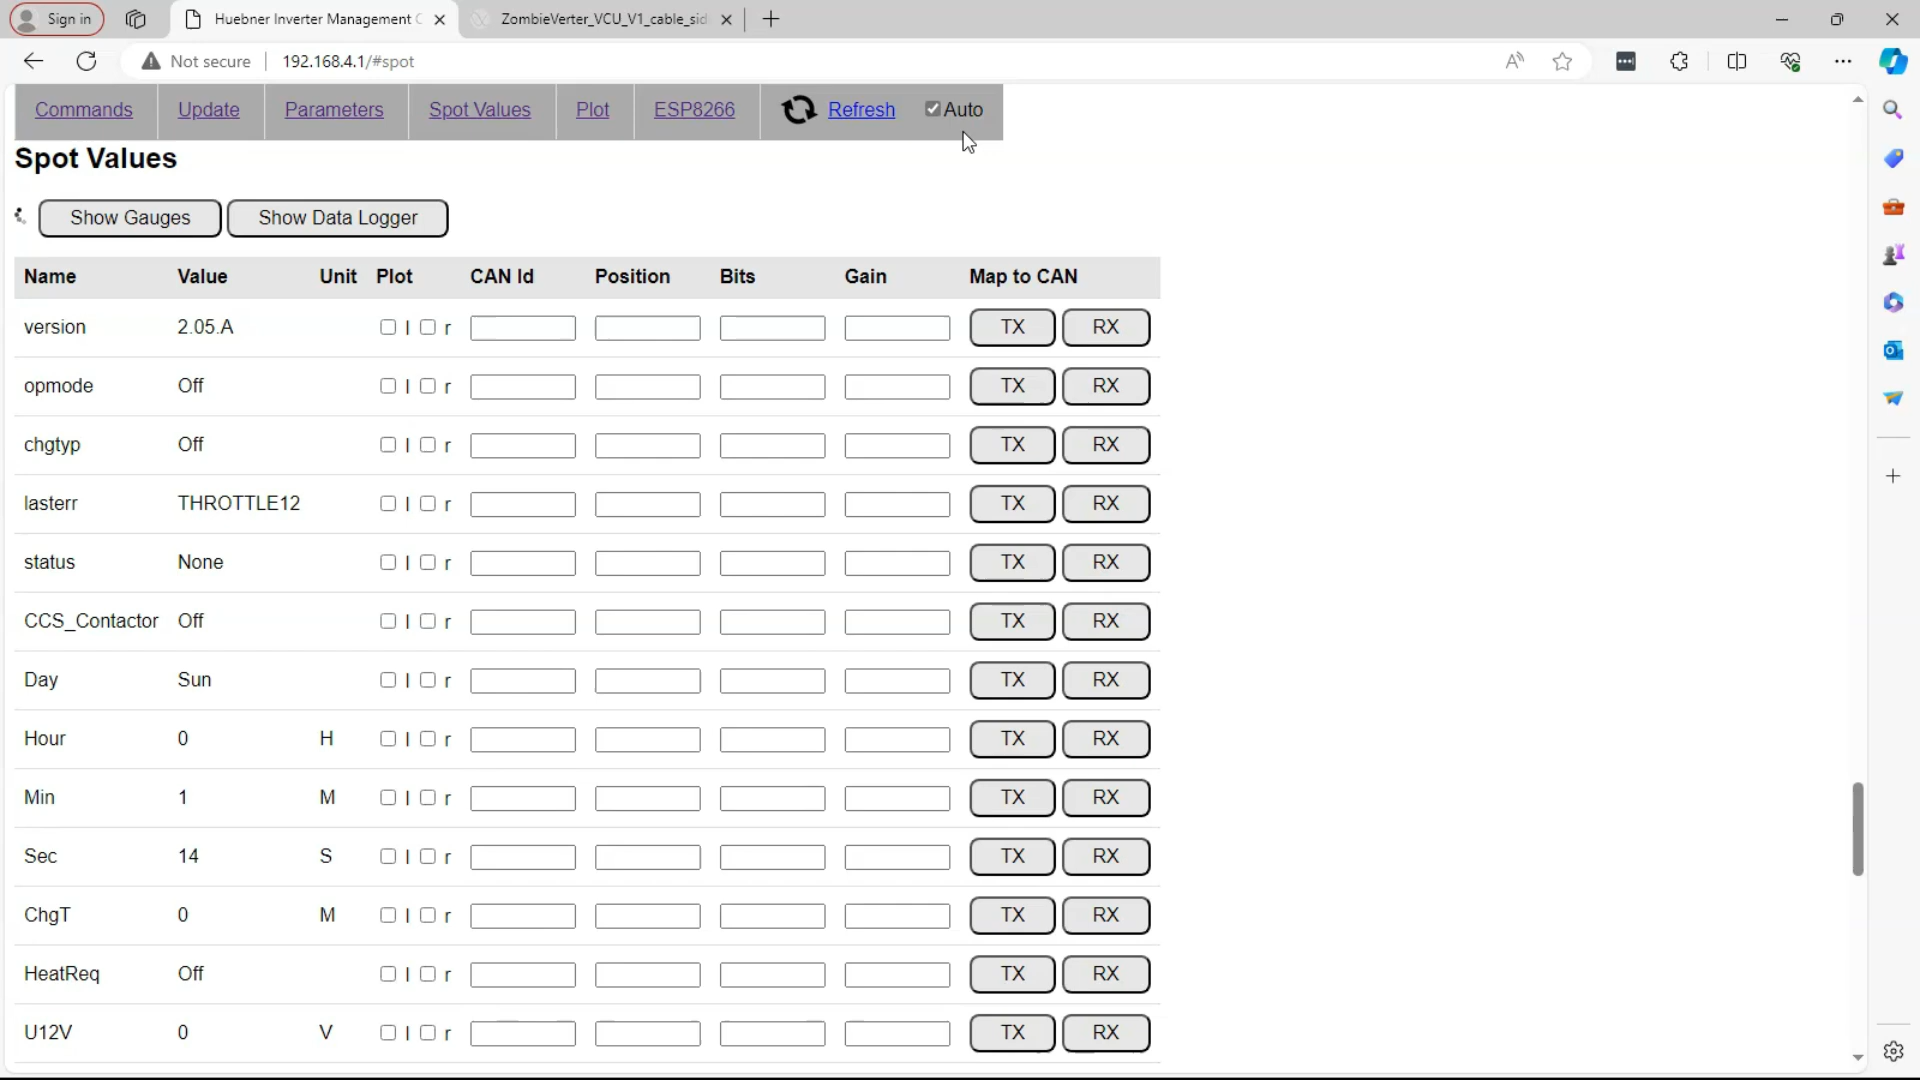 Sign in
Huebner Inverter Management C
ZombieVerter_VCU_V1_cable_sid
Not secure
192.168.4.1/#spot
Commands
Update
Parameters
Spot Values
Plot
ESP8266
Refresh
Auto
Spot Values
Show Gauges
Show Data Logger
Name Value Unit Plot CAN Id Position Bits Gain Map to CAN
version 2.05.A l r TX RX
opmode Off l r TX RX
chgtyp Off l r TX RX
lasterr THROTTLE12 l r TX RX
status None l r TX RX
CCS_Contactor Off l r TX RX
Day Sun l r TX RX
Hour 0 H l r TX RX
Min 1 M l r TX RX
Sec 14 S l r TX RX
ChgT 0 M l r TX RX
HeatReq Off l r TX RX
U12V 0 V l r TX RX